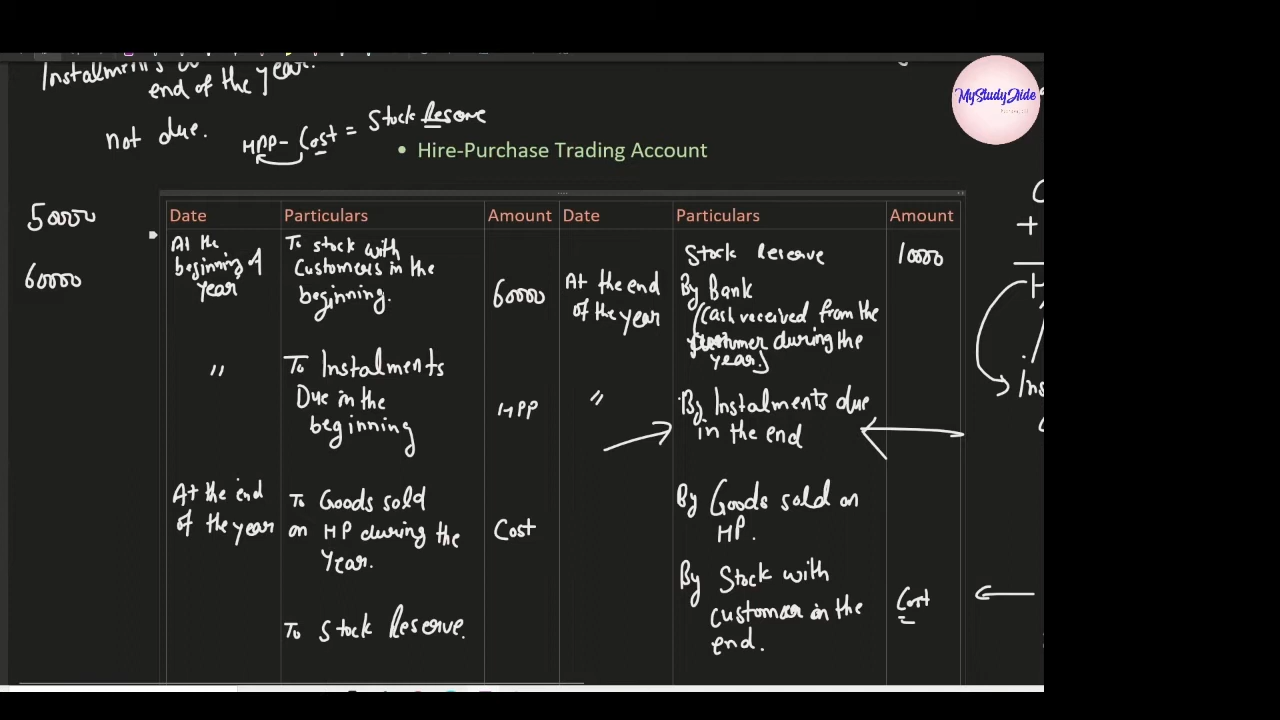 Instalments
end of the year.
not due.
HPP - Cost = Stock Reserve
MyStudyJide
• Hire-Purchase Trading Account
50000
60000
Date Particulars Amount Date Particulars Amount
At the beginning of year
To stock with
Customers in the
beginning.
60000
Stock Reserve 10000
At the end
of the year
By Bank
(Cash received from the
customer during the
year)
"
To Instalments
Due in the
beginning
HPP
"
By Instalments due
in the end
At the end
of the year
To Goods sold
on HP during the
year.
Cost
By Goods sold on
HP.
To Stock Reserve.
By Stock with
customer in the
end.
Cost
+